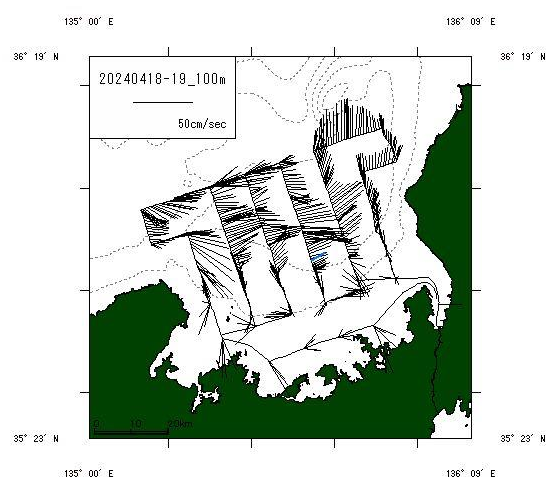 135° 00' E 136° 09' E
36° 19' N 36° 19' N
20240418-19_100m
50cm/sec
0 10 20km
35° 23' N 35° 23' N
135° 00' E 136° 09' E